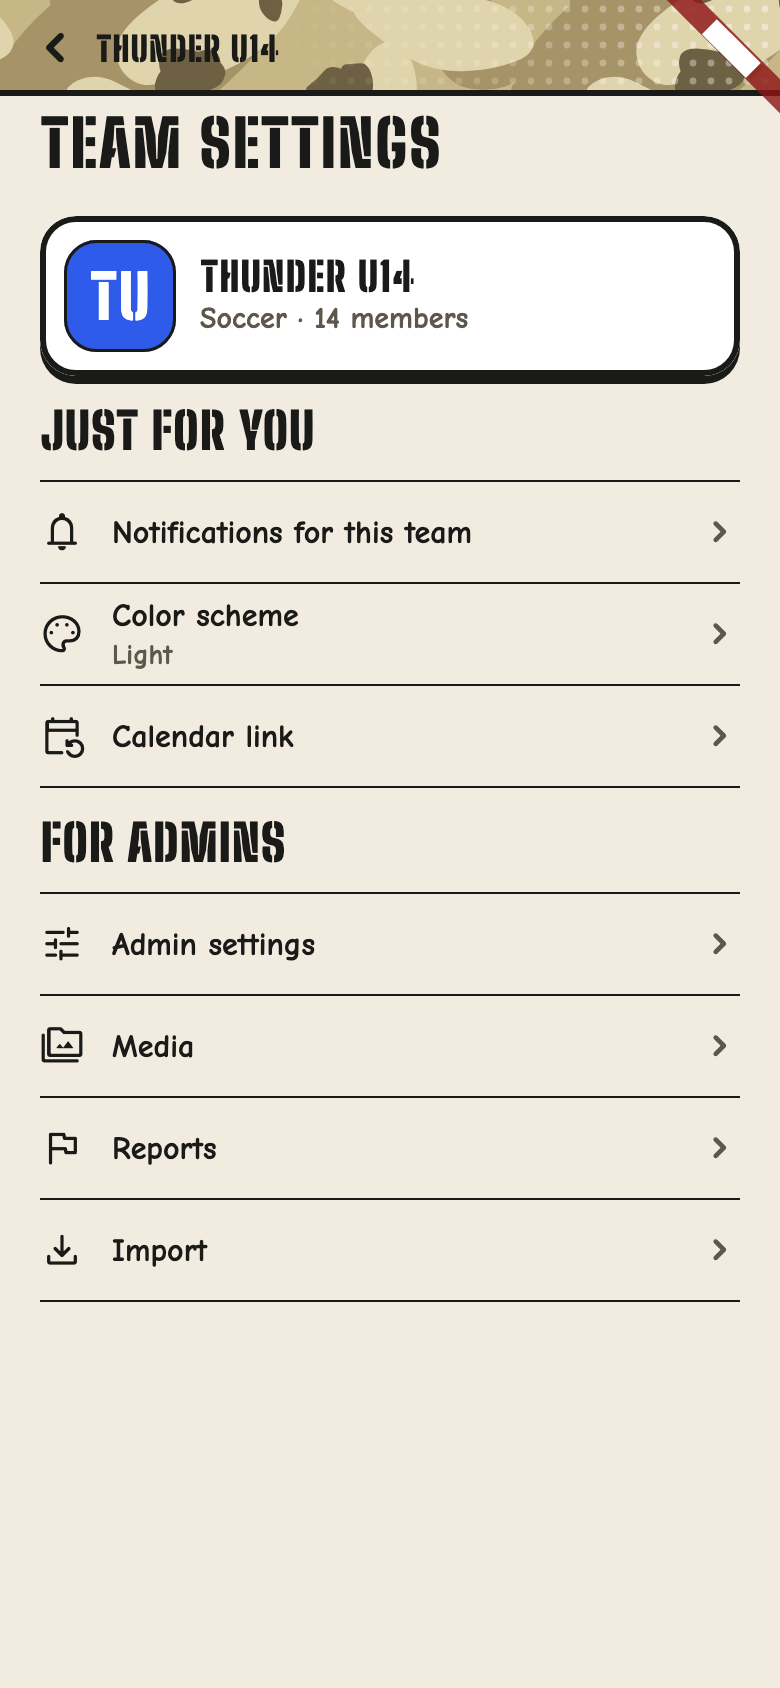 THUNDER U14
TEAM SETTINGS
TU
THUNDER U14
Soccer · 14 members
JUST FOR YOU
Notifications for this team
Color scheme
Light
Calendar link
FOR ADMINS
Admin settings
Media
Reports
Import